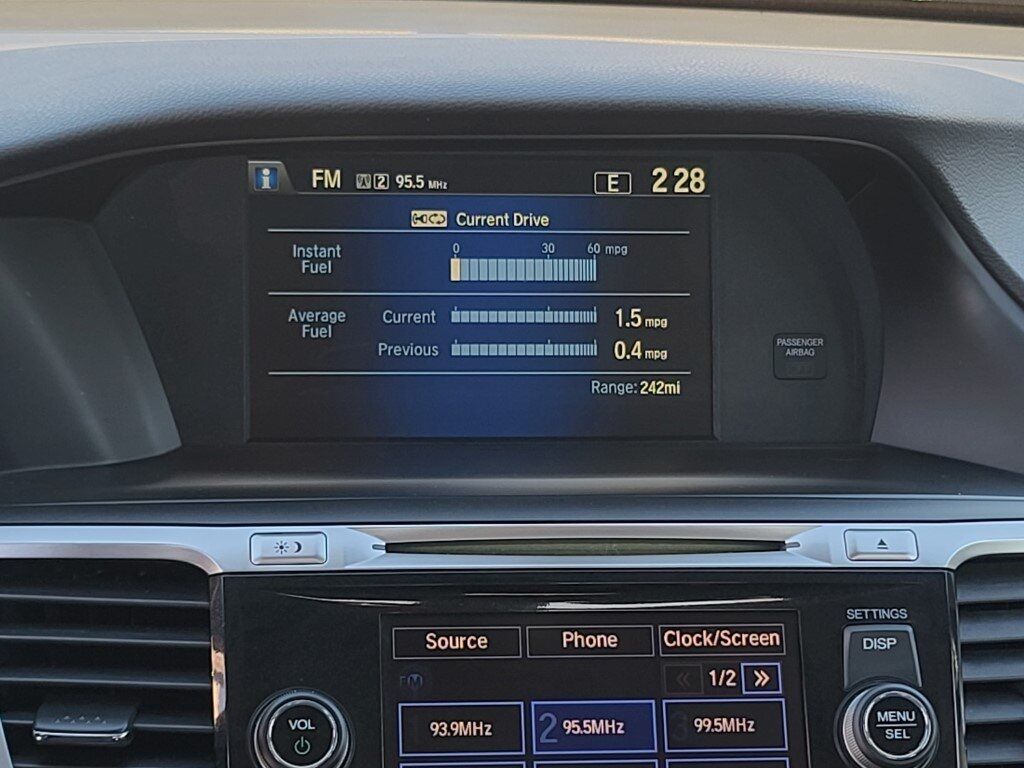 i FM 2 95.5 MHz E 2 28
Current Drive
0 30 60 mpg
Instant
Fuel
Average
Fuel
Current 1.5 mpg
Previous 0.4 mpg
Range: 242mi
PASSENGER
AIRBAG
SETTINGS
Source Phone Clock/Screen DISP
FM « 1/2 »
93.9MHz 2 95.5MHz 3 99.5MHz
VOL
MENU
SEL